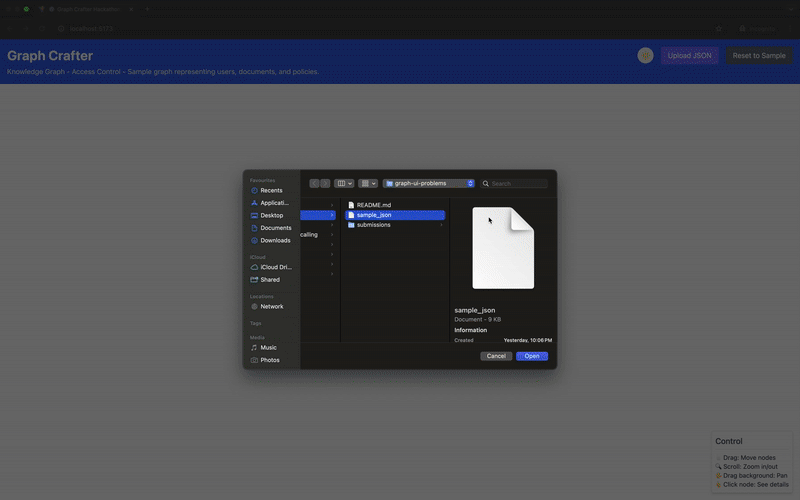 Graph Crafter
localhost:5173
Graph Crafter
Knowledge Graph - Access Control - Sample graph representing users, documents, and policies.
Upload JSON
Reset to Sample
Favourites
Recents
Applicati...
Desktop
Documents
Downloads
iCloud
iCloud Dri...
Shared
Locations
Network
Tags
Media
Music
Photos
graph-ui-problems
Search
calling
README.md
sample_json
submissions
sample_json
Document - 9 KB
Information
Created
Yesterday, 10:06 PM
Cancel
Open
Control
Drag: Move nodes
Scroll: Zoom in/out
Drag background: Pan
Click node: See details